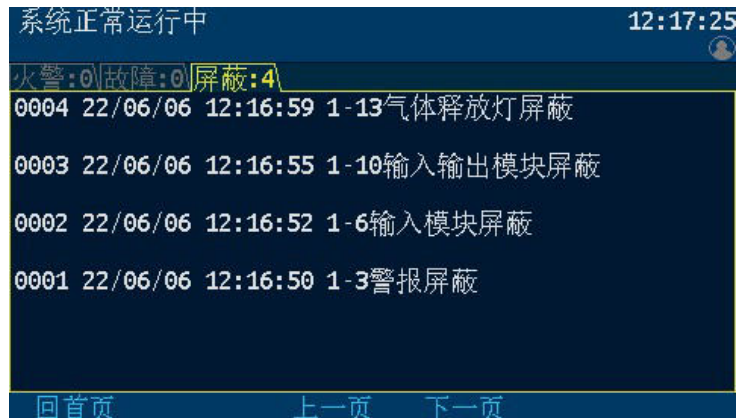 系统正常运行中 12:17:25
火警:0 故障:0 屏蔽:4
0004 22/06/06 12:16:59 1-13气体释放灯屏蔽
0003 22/06/06 12:16:55 1-10输入输出模块屏蔽
0002 22/06/06 12:16:52 1-6输入模块屏蔽
0001 22/06/06 12:16:50 1-3警报屏蔽
回首页 上一页 下一页